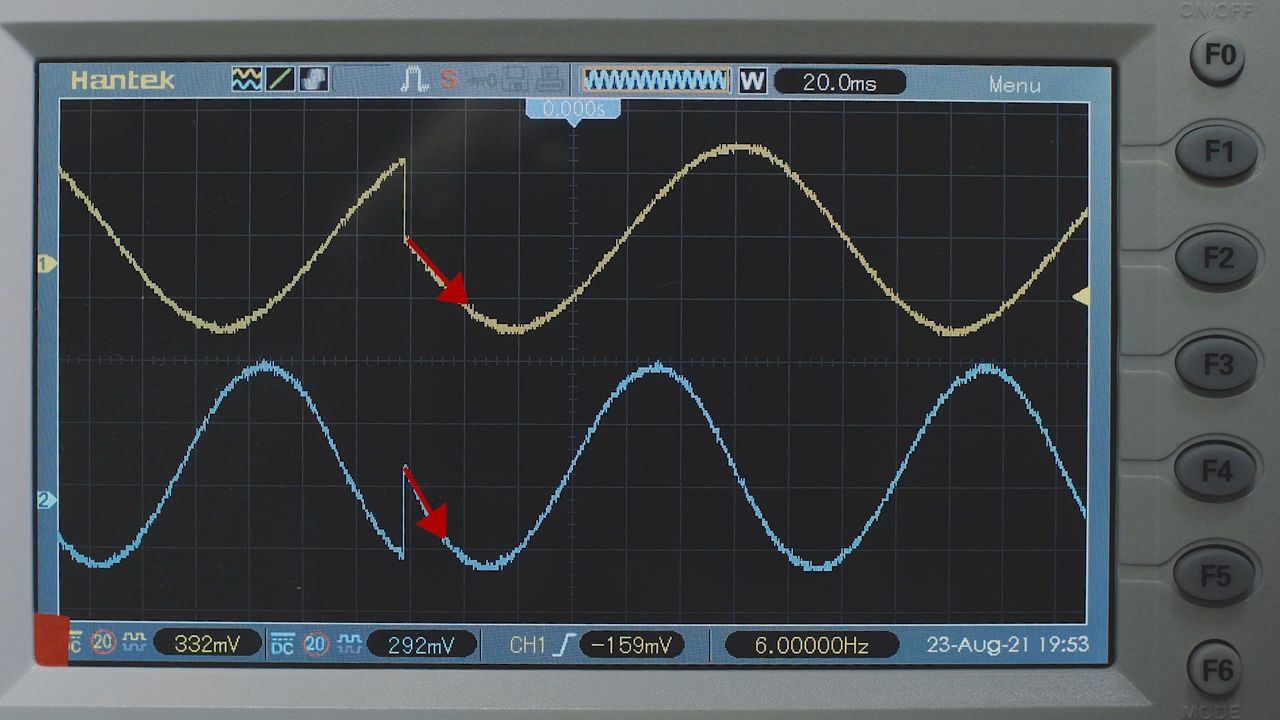 ON/OFF
Hantek S W 20.0ms Menu
0.000s
1
2
20 332mV DC 20 292mV CH1 −159mV 6.00000Hz 23-Aug-21 19:53
F0
F1
F2
F3
F4
F5
F6
MODE